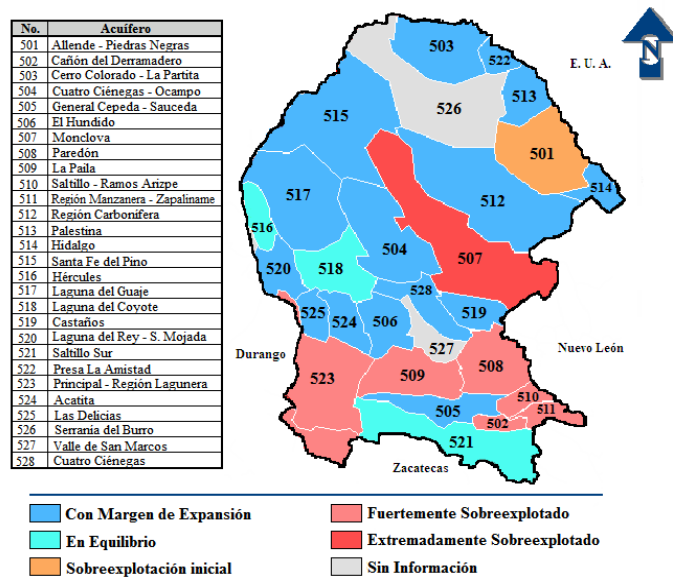 No. Acuífero
501 Allende - Piedras Negras
502 Cañón del Derramadero
503 Cerro Colorado - La Partita
504 Cuatro Ciénegas - Ocampo
505 General Cepeda - Sauceda
506 El Hundido
507 Monclova
508 Paredón
509 La Paila
510 Saltillo - Ramos Arizpe
511 Región Manzanera - Zapaliname
512 Región Carbonifera
513 Palestina
514 Hidalgo
515 Santa Fe del Pino
516 Hércules
517 Laguna del Guaje
518 Laguna del Coyote
519 Castaños
520 Laguna del Rey - S. Mojada
521 Saltillo Sur
522 Presa La Amistad
523 Principal - Región Lagunera
524 Acatita
525 Las Delicias
526 Serranía del Burro
527 Valle de San Marcos
528 Cuatro Ciénegas
503
522
E. U. A.
N
513
526
515
501
514
517
512
516
504
507
520
518
528
525
524
506
519
527
Durango
Nuevo León
523
509
508
510
511
505
502
521
Zacatecas
Con Margen de Expansión
En Equilibrio
Sobreexplotación inicial
Fuertemente Sobreexplotado
Extremadamente Sobreexplotado
Sin Información